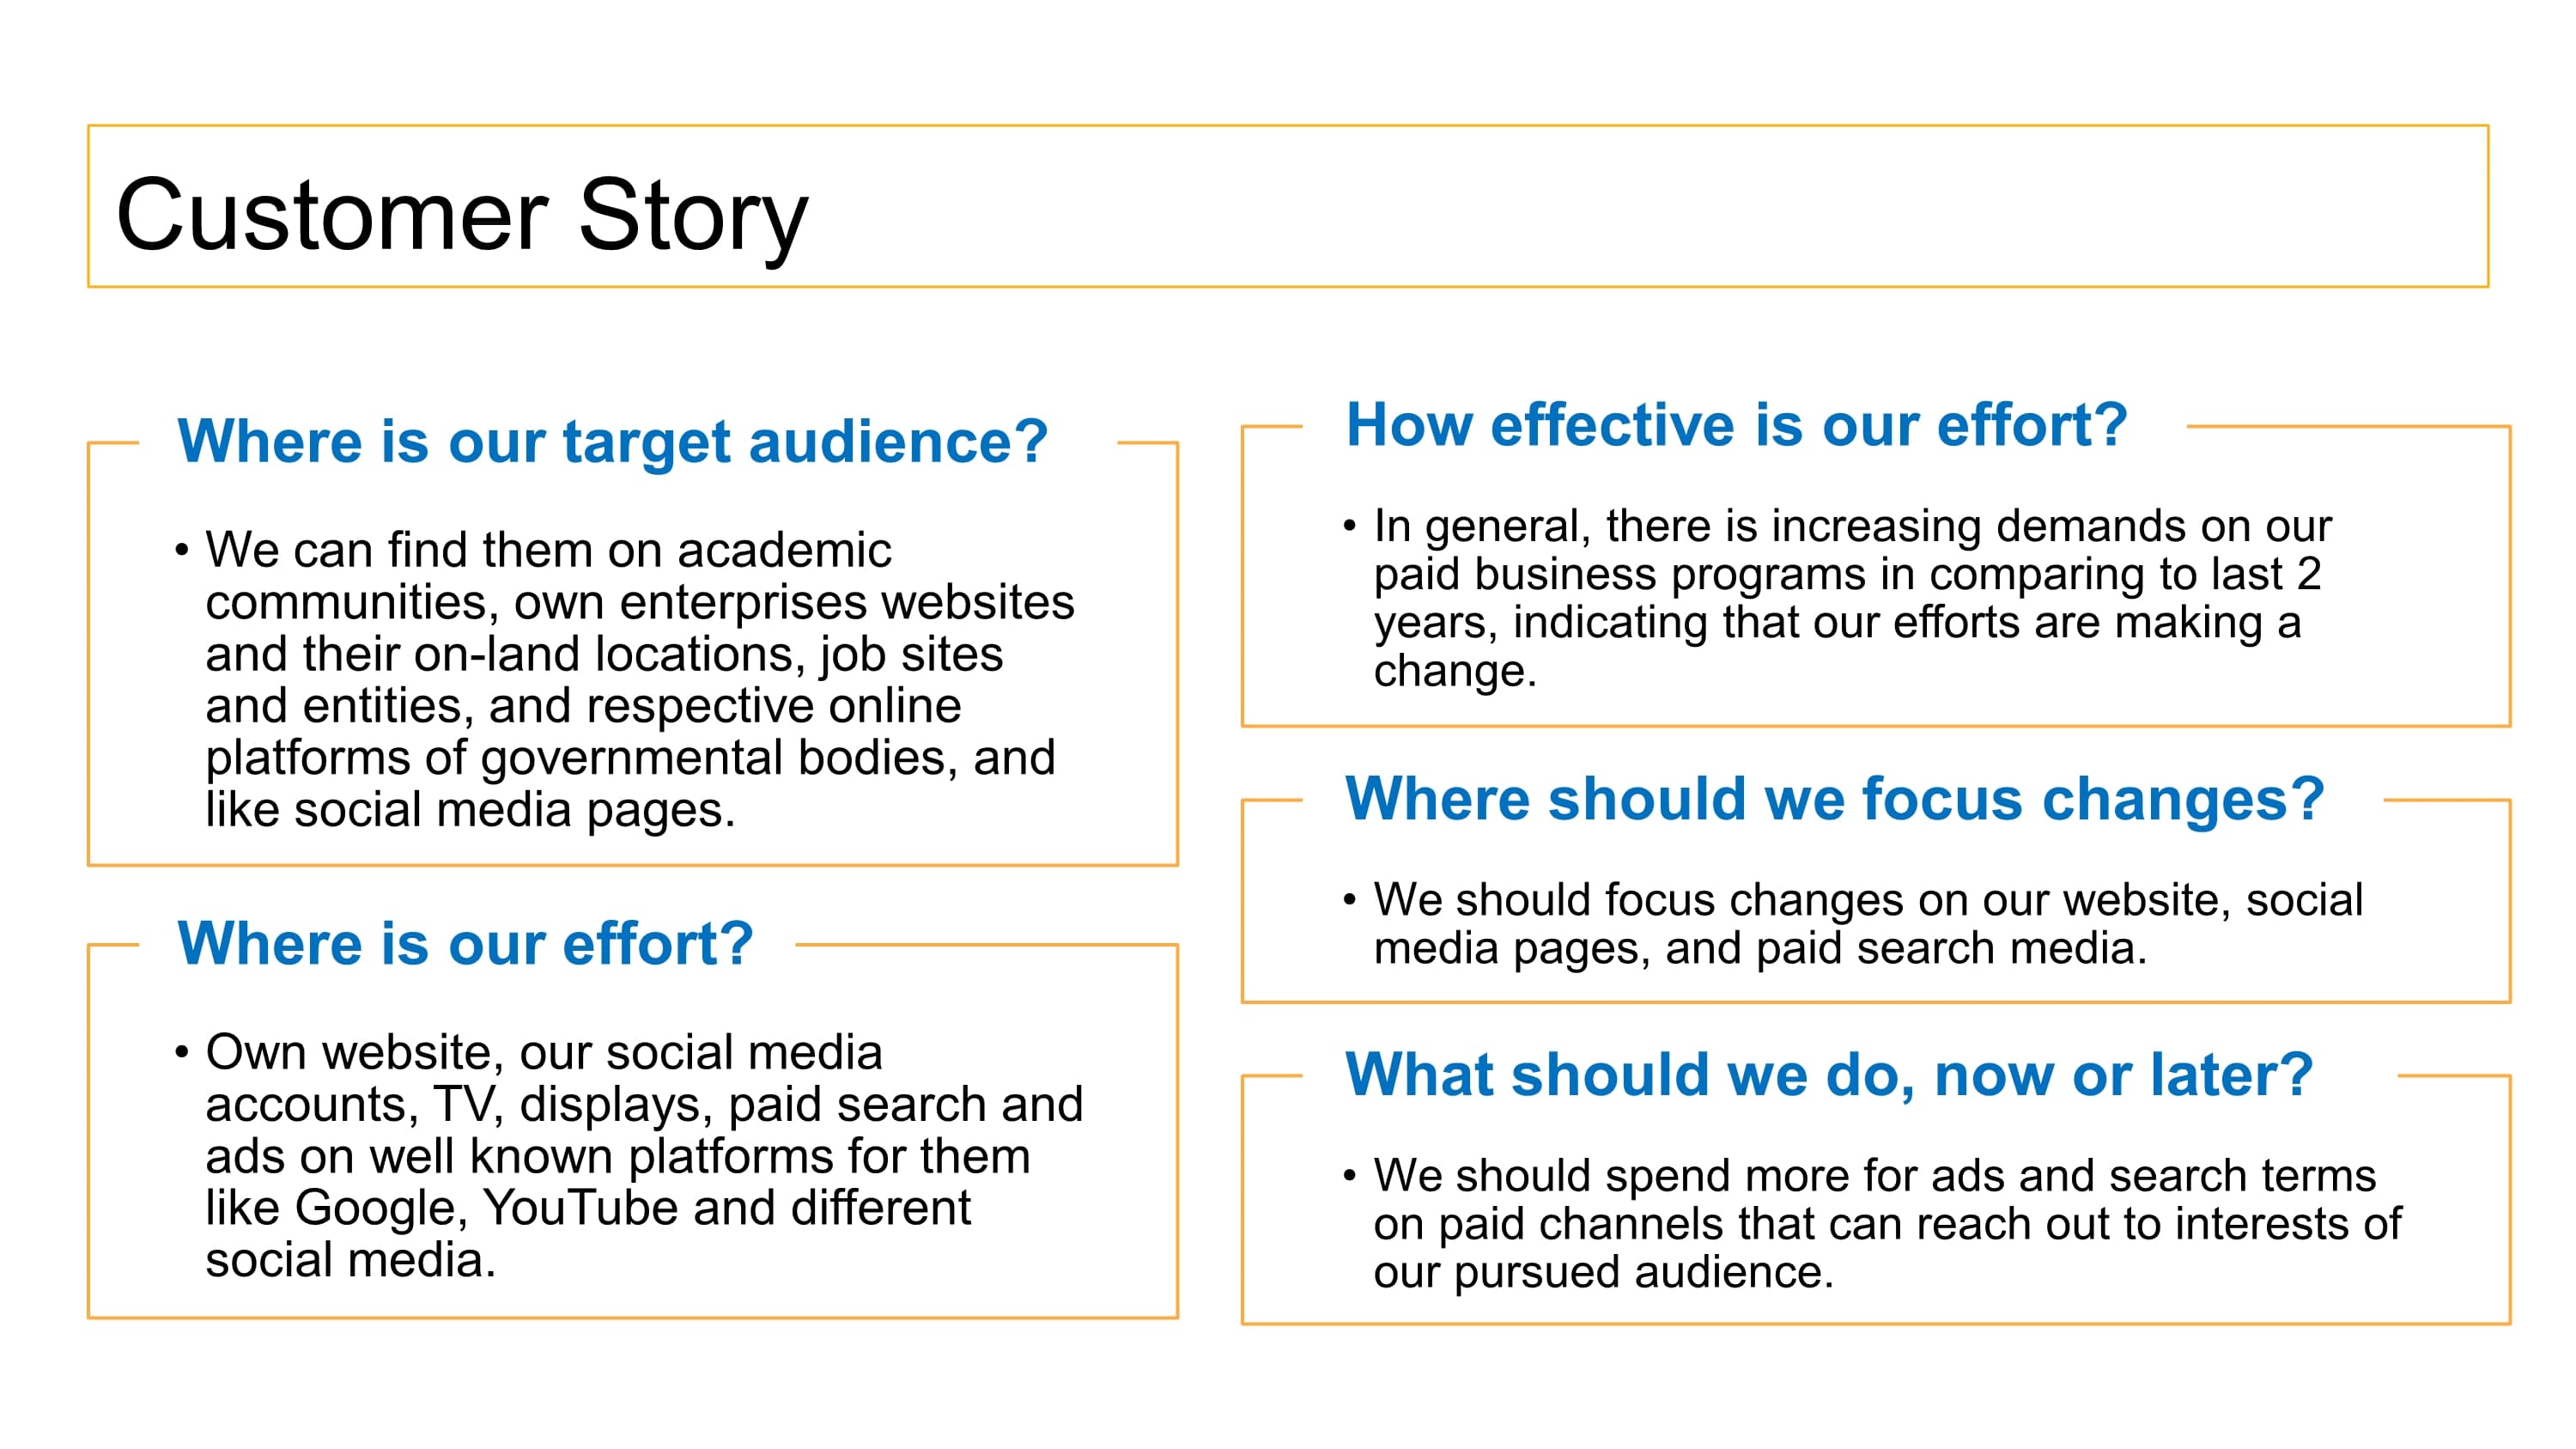 Customer Story
Where is our target audience?
• We can find them on academic
communities, own enterprises websites
and their on-land locations, job sites
and entities, and respective online
platforms of governmental bodies, and
like social media pages.
Where is our effort?
• Own website, our social media
accounts, TV, displays, paid search and
ads on well known platforms for them
like Google, YouTube and different
social media.
How effective is our effort?
• In general, there is increasing demands on our
paid business programs in comparing to last 2
years, indicating that our efforts are making a
change.
Where should we focus changes?
• We should focus changes on our website, social
media pages, and paid search media.
What should we do, now or later?
• We should spend more for ads and search terms
on paid channels that can reach out to interests of
our pursued audience.